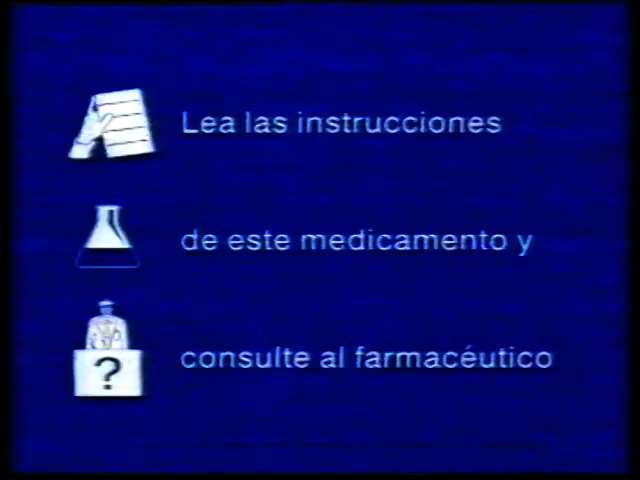 Lea las instrucciones
de este medicamento y
consulte al farmacéutico
?